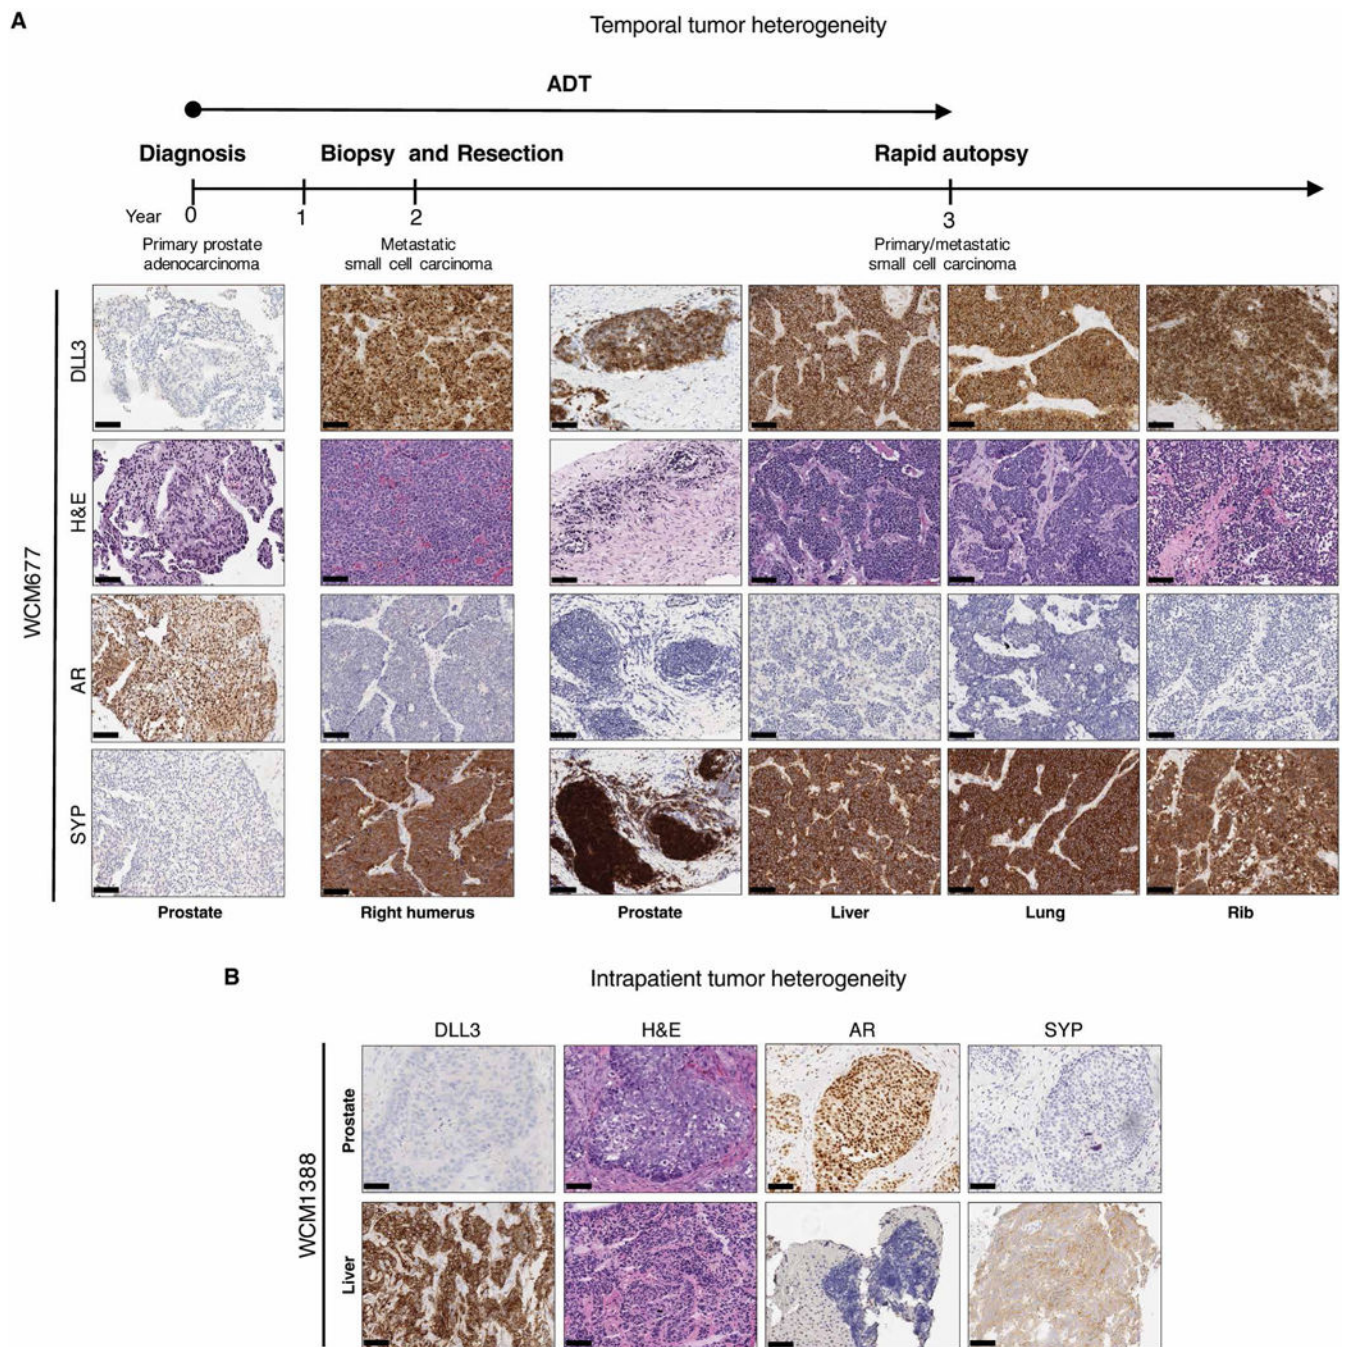 A
Temporal tumor heterogeneity
ADT
Diagnosis
Biopsy and Resection
Rapid autopsy
Year
0
1
2
3
Primary prostate
adenocarcinoma
Metastatic
small cell carcinoma
Primary/metastatic
small cell carcinoma
WCM677
DLL3
H&E
AR
SYP
Prostate
Right humerus
Prostate
Liver
Lung
Rib
B
Intrapatient tumor heterogeneity
DLL3
H&E
AR
SYP
WCM1388
Prostate
Liver